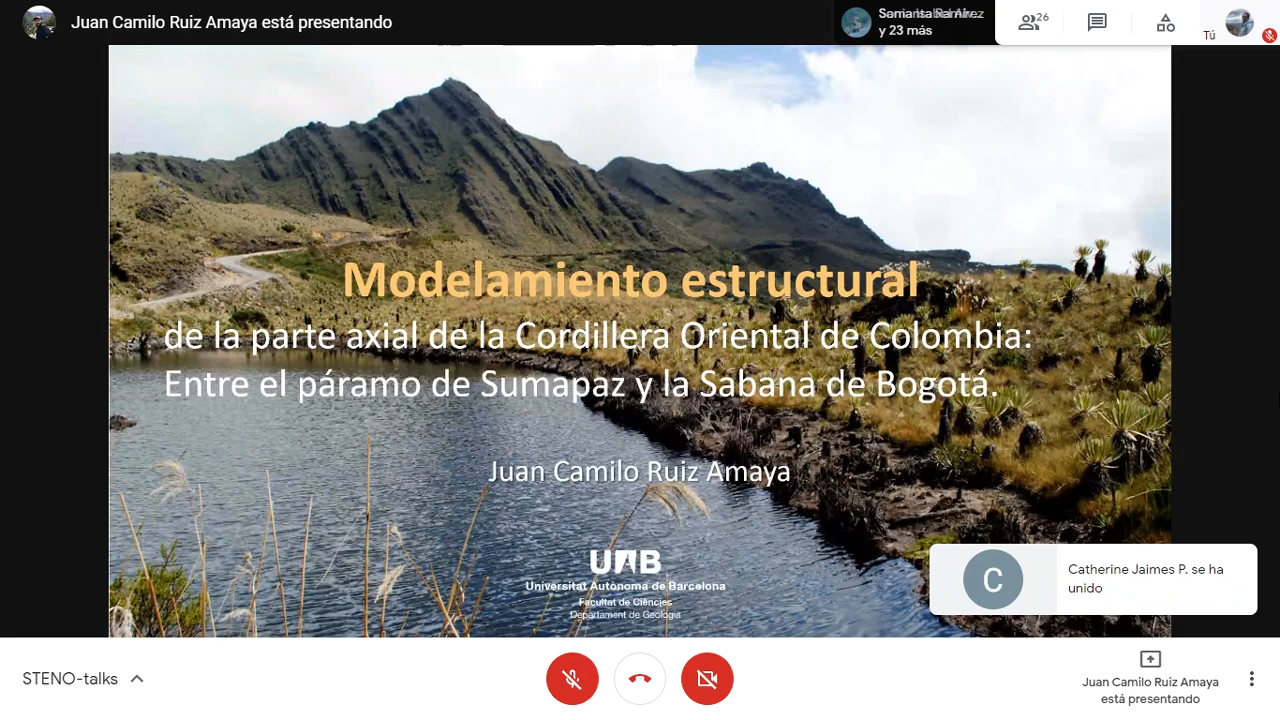 Juan Camilo Ruiz Amaya está presentando
y 23 más
26
Tú
Modelamiento estructural
de la parte axial de la Cordillera Oriental de Colombia:
Entre el páramo de Sumapaz y la Sabana de Bogotá.
Juan Camilo Ruiz Amaya
UAB
Universitat Autònoma de Barcelona
Facultat de Ciències
Departament de Geologia
C
Catherine Jaimes P. se ha
unido
STENO-talks
Juan Camilo Ruiz Amaya
está presentando